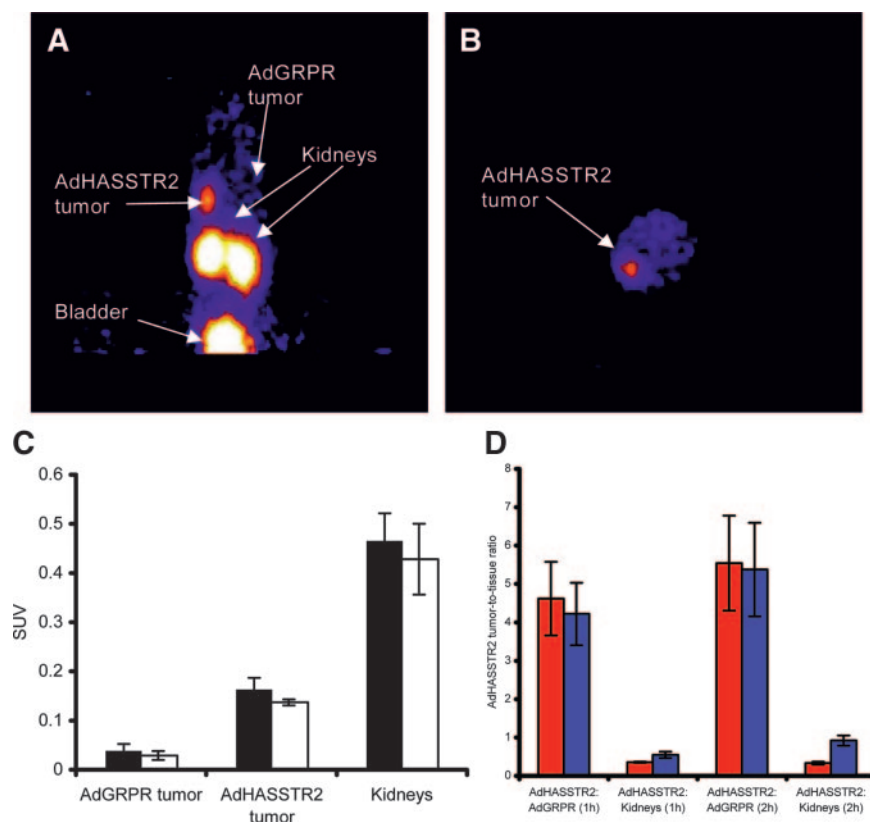 A
AdGRPR
tumor
Kidneys
AdHASSTR2
tumor
Bladder
B
AdHASSTR2
tumor
C
0.6
0.5
0.4
0.3
0.2
0.1
0
SUV
AdGRPR tumor
AdHASSTR2
tumor
Kidneys
D
8
7
6
5
4
3
2
1
0
AdHASSTR2 tumor-to-tissue ratio
AdHASSTR2:
AdGRPR (1h)
AdHASSTR2:
Kidneys (1h)
AdHASSTR2:
AdGRPR (2h)
AdHASSTR2:
Kidneys (2h)